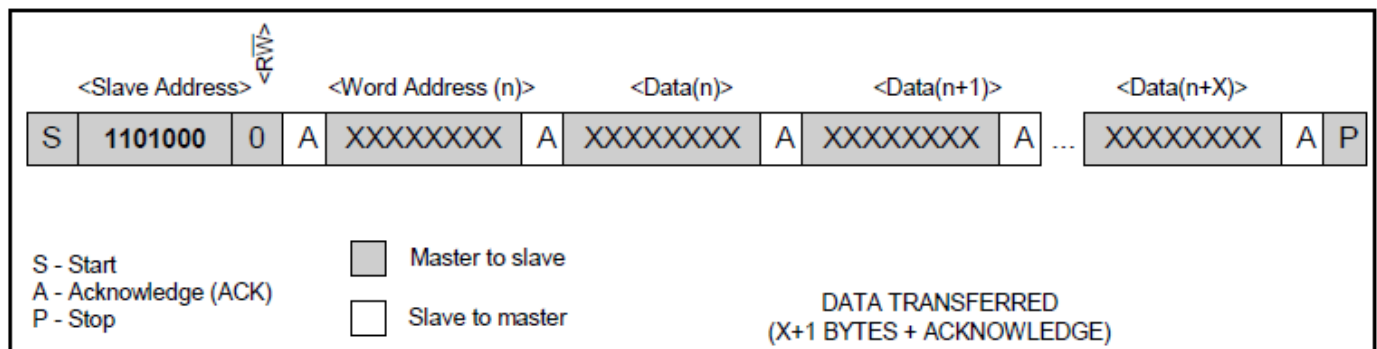 <RW>
<Slave Address> <Word Address (n)> <Data(n)> <Data(n+1)> <Data(n+X)>
S 1101000 0 A XXXXXXXX A XXXXXXXX A XXXXXXXX A ... XXXXXXXX A P
S - Start
A - Acknowledge (ACK)
P - Stop
Master to slave
Slave to master
DATA TRANSFERRED
(X+1 BYTES + ACKNOWLEDGE)